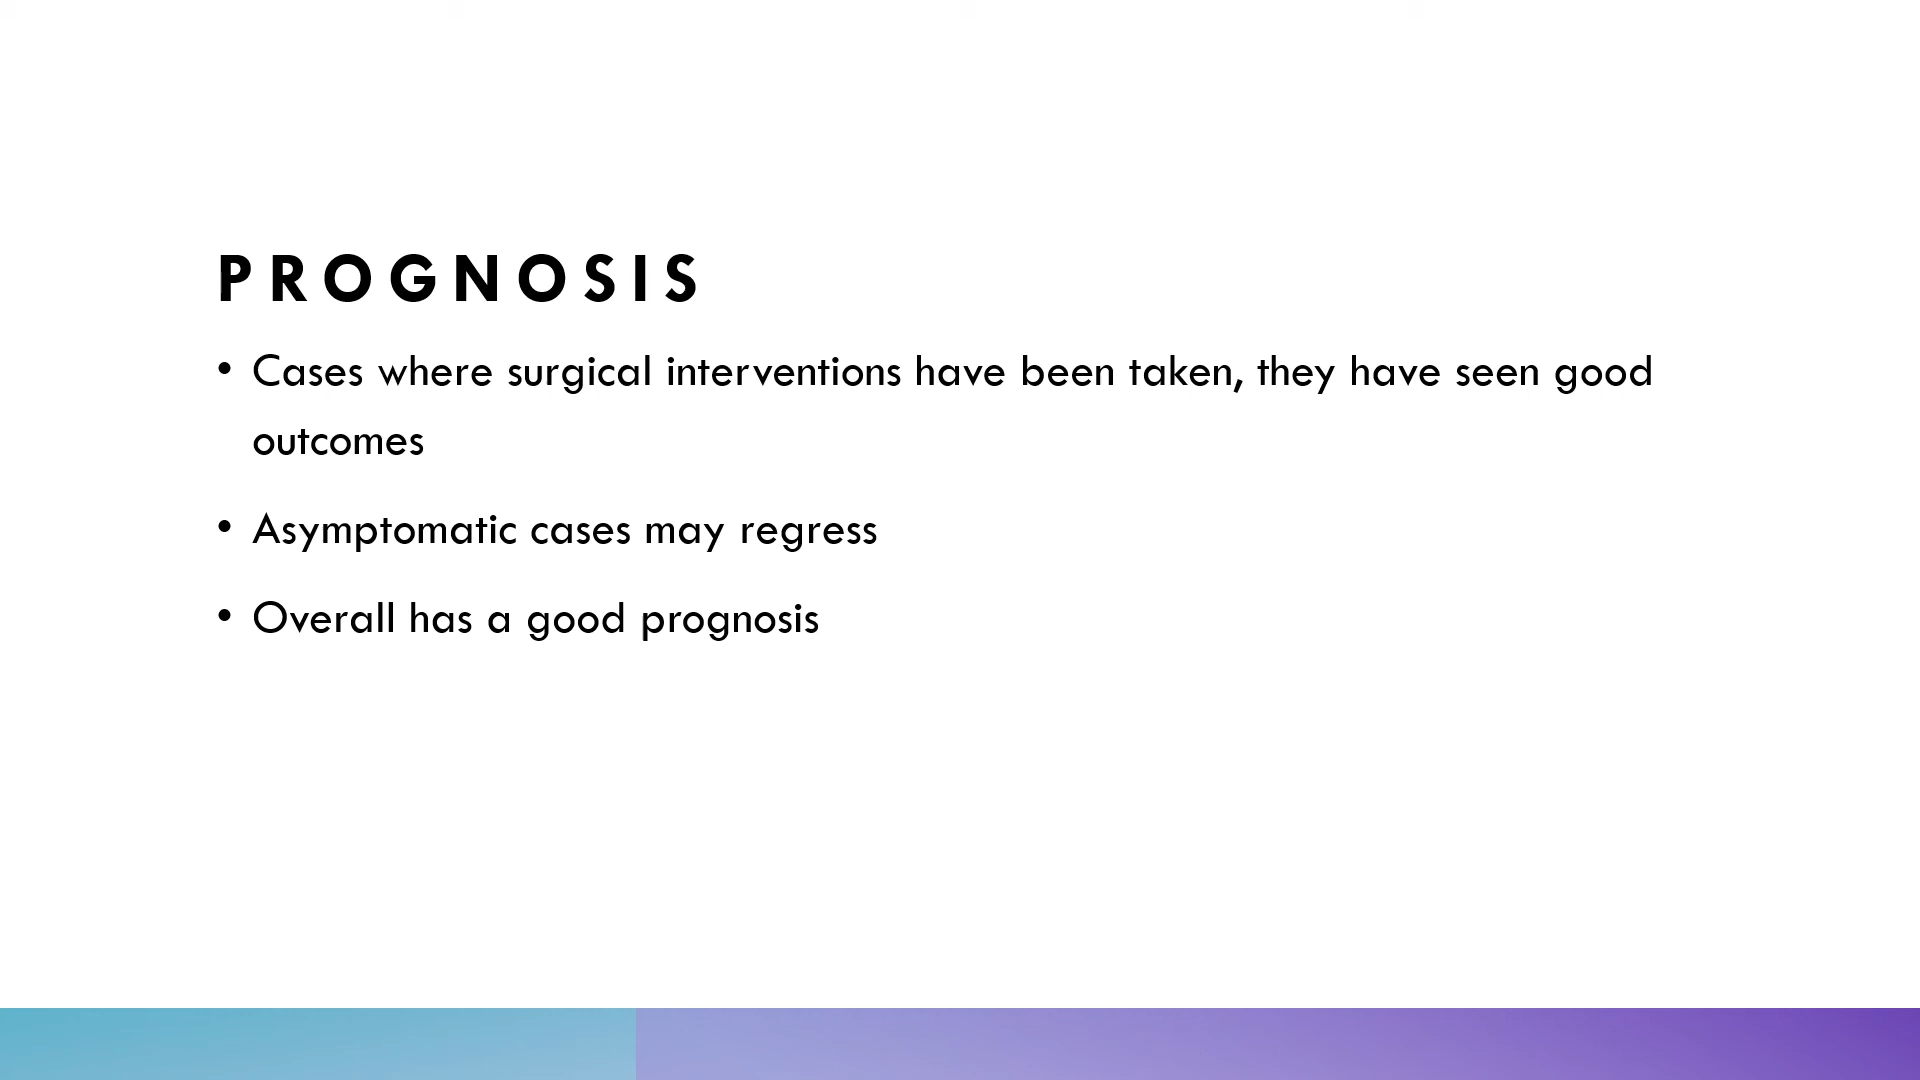 PROGNOSIS
• Cases where surgical interventions have been taken, they have seen good
outcomes
• Asymptomatic cases may regress
• Overall has a good prognosis